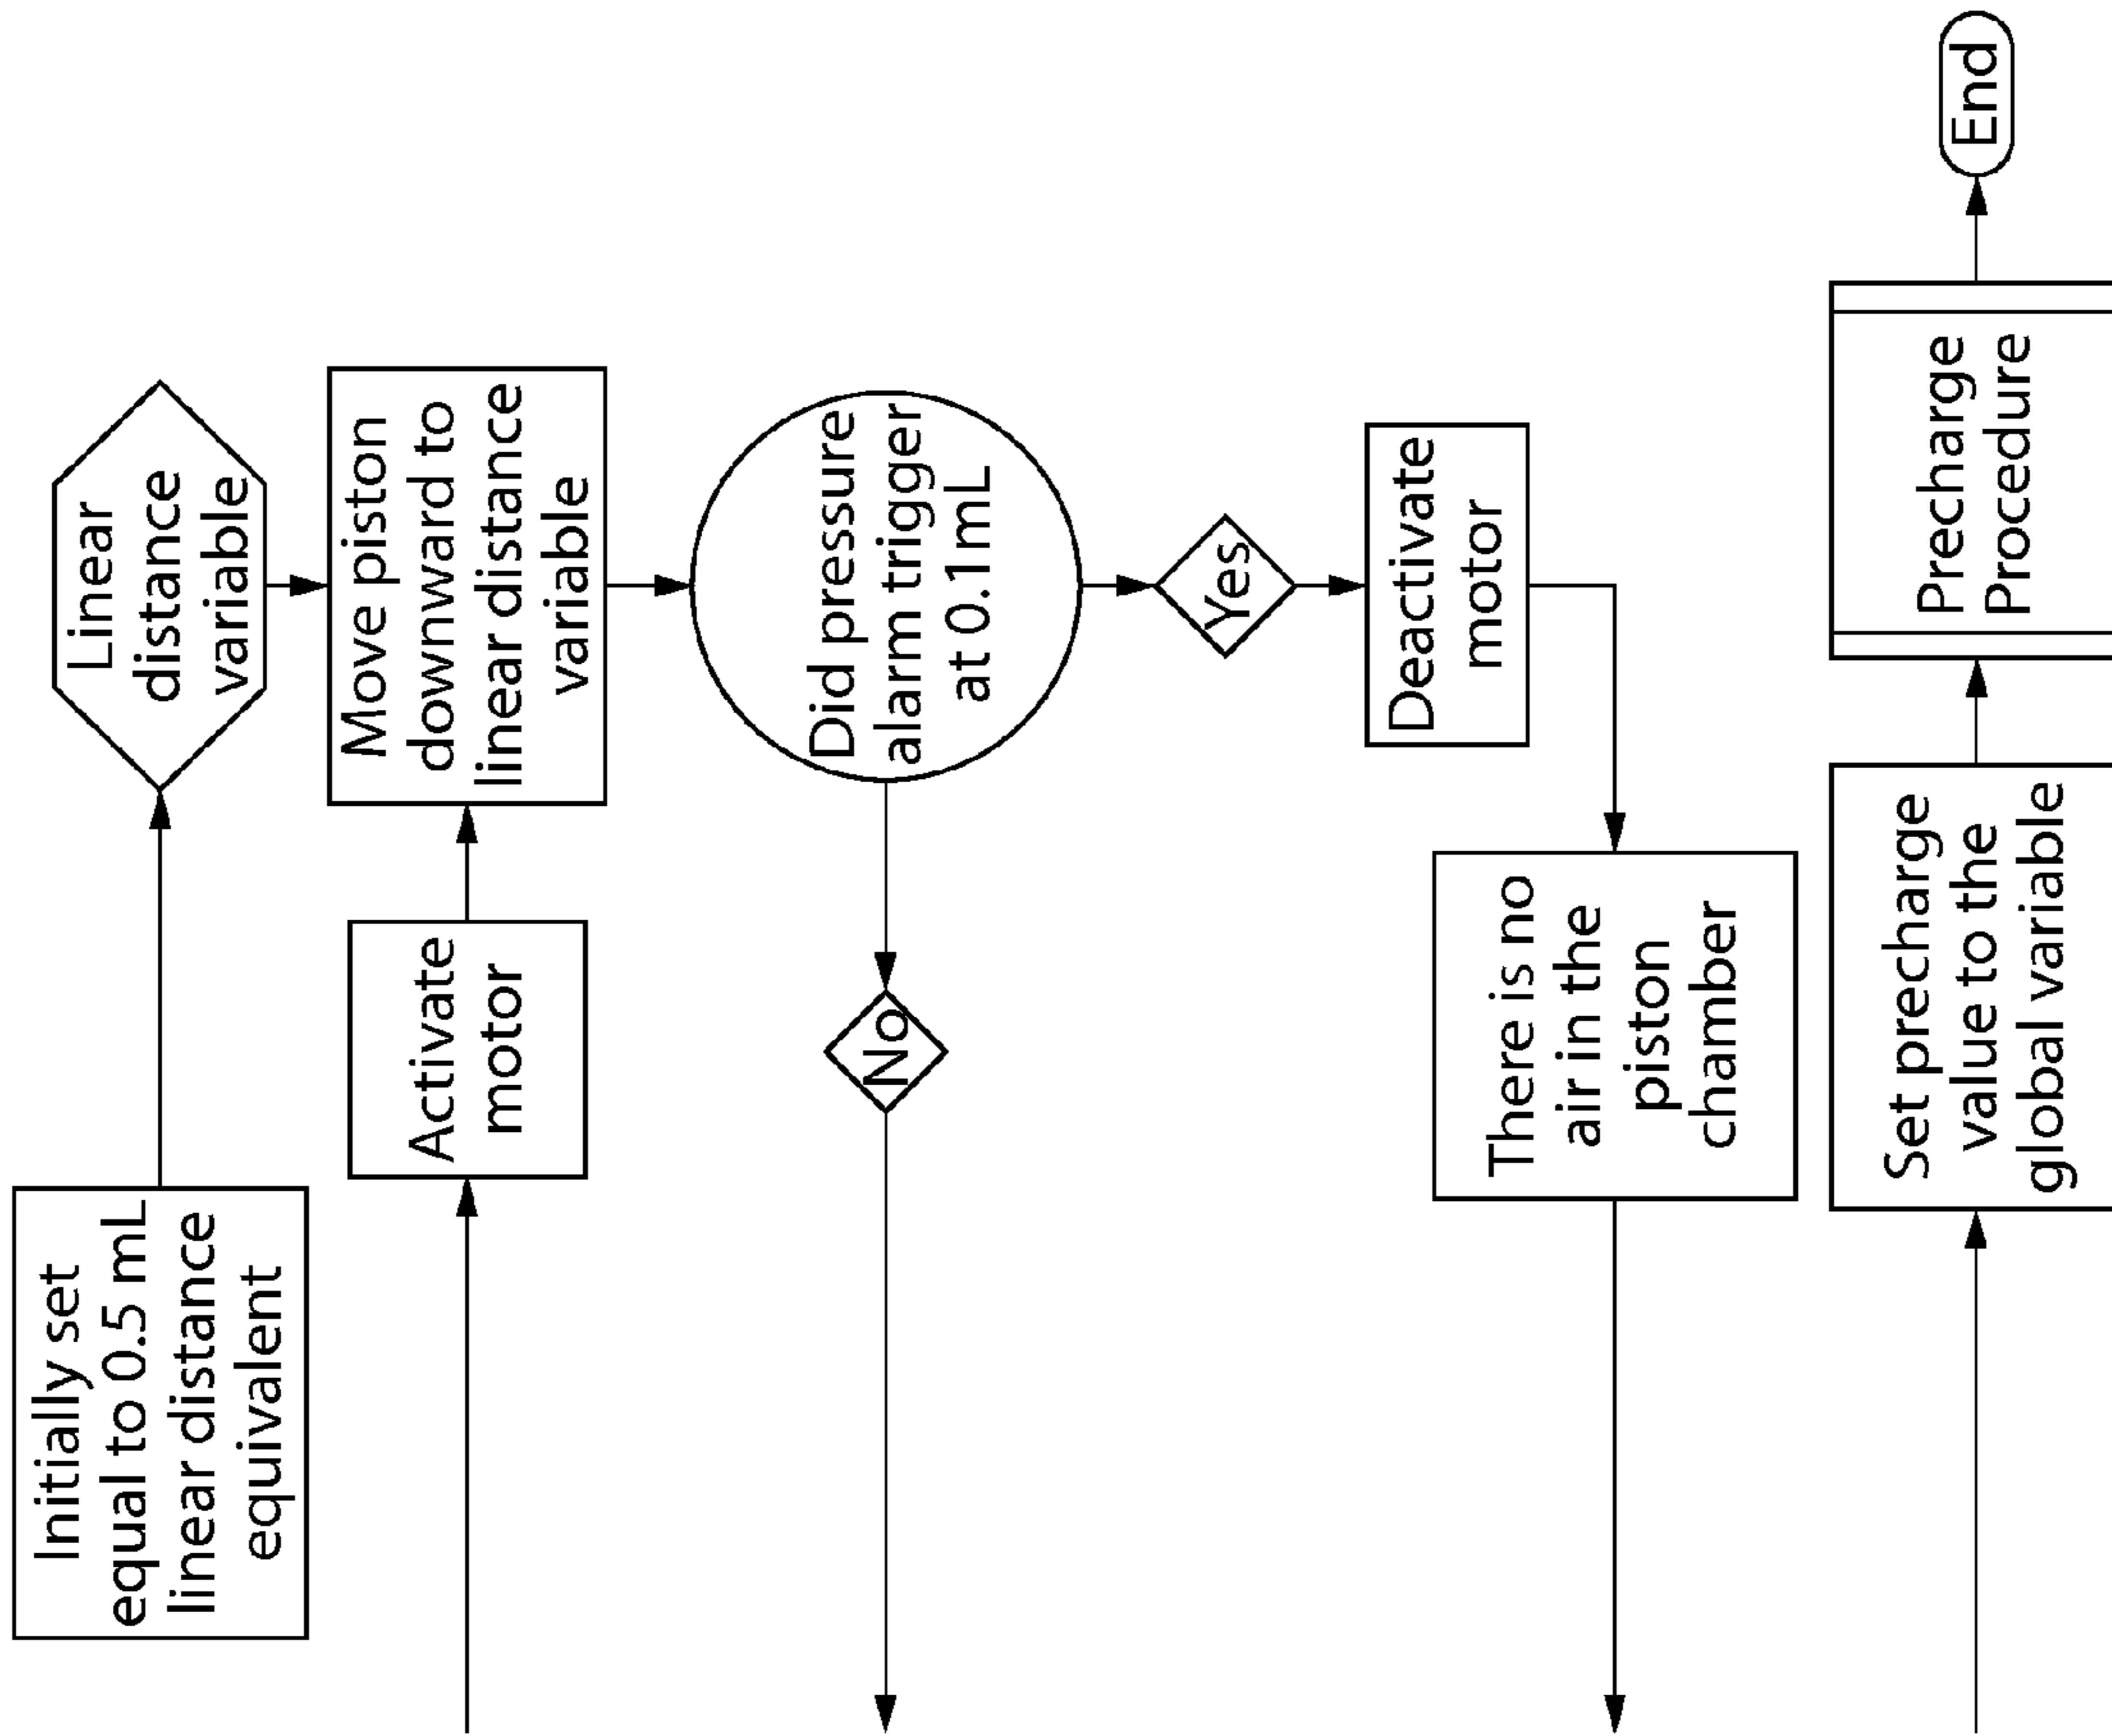 Initially set
equal to 0.5 mL
linear distance
equivalent
Linear
distance
variable
Activate
motor
Move piston
downward to
linear distance
variable
Did pressure
alarm trigger
at 0.1mL
No
Yes
Deactivate
motor
There is no
air in the
piston
chamber
Set precharge
value to the
global variable
Precharge
Procedure
End